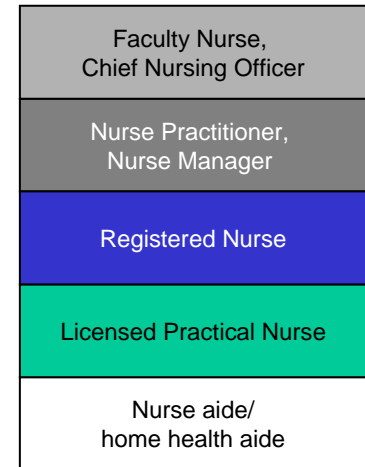 Faculty Nurse,
Chief Nursing Officer
Nurse Practitioner,
Nurse Manager
Registered Nurse
Licensed Practical Nurse
Nurse aide/
home health aide